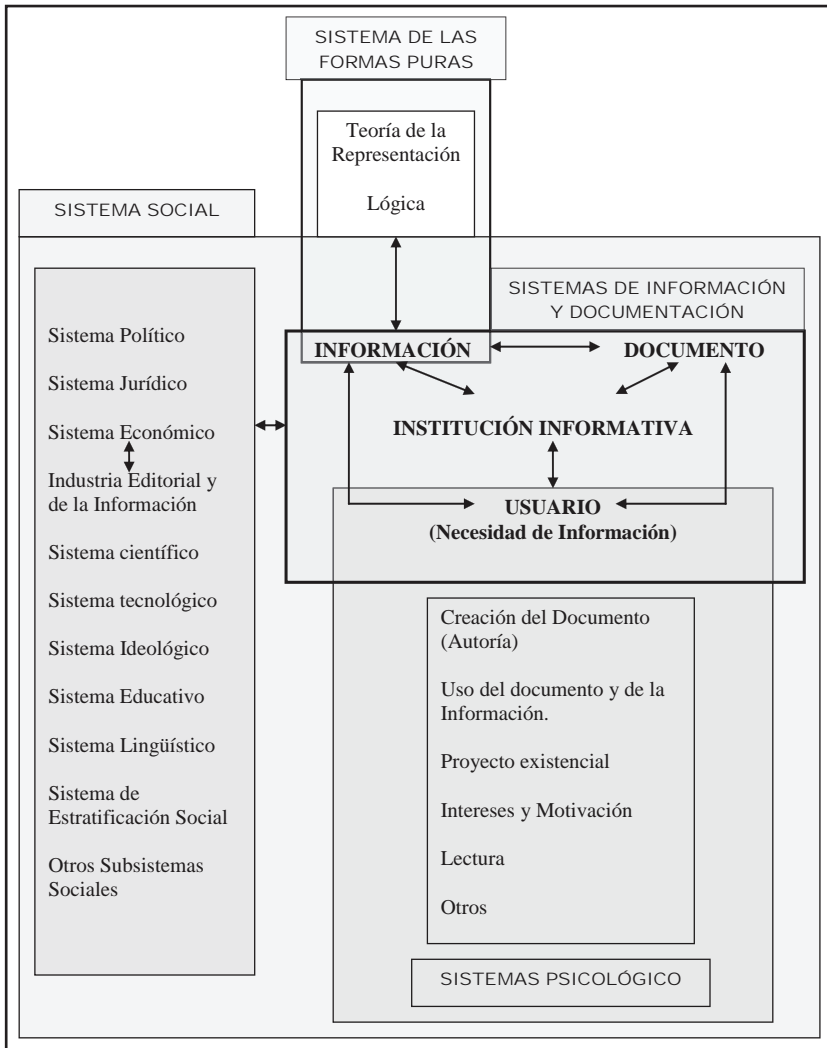 SISTEMA DE LAS
FORMAS PURAS
Teoría de la
Representación
Lógica
SISTEMA SOCIAL
Sistema Político
Sistema Jurídico
Sistema Económico
Industria Editorial y
de la Información
Sistema científico
Sistema tecnológico
Sistema Ideológico
Sistema Educativo
Sistema Lingüístico
Sistema de
Estratificación Social
Otros Subsistemas
Sociales
SISTEMAS DE INFORMACIÓN
Y DOCUMENTACIÓN
INFORMACIÓN
DOCUMENTO
INSTITUCIÓN INFORMATIVA
USUARIO
(Necesidad de Información)
Creación del Documento
(Autoría)
Uso del documento y de la
Información.
Proyecto existencial
Intereses y Motivación
Lectura
Otros
SISTEMAS PSICOLÓGICO